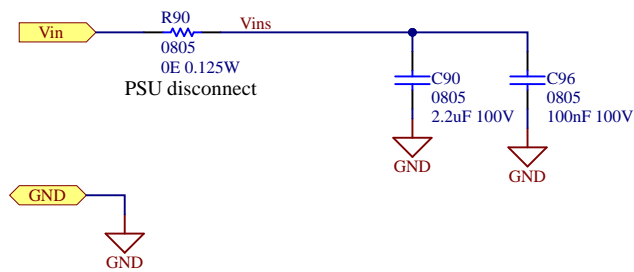 R90
Vin
Vins
0805
0E 0.125W
PSU disconnect
C90
0805
2.2uF 100V
C96
0805
100nF 100V
GND
GND
GND
GND